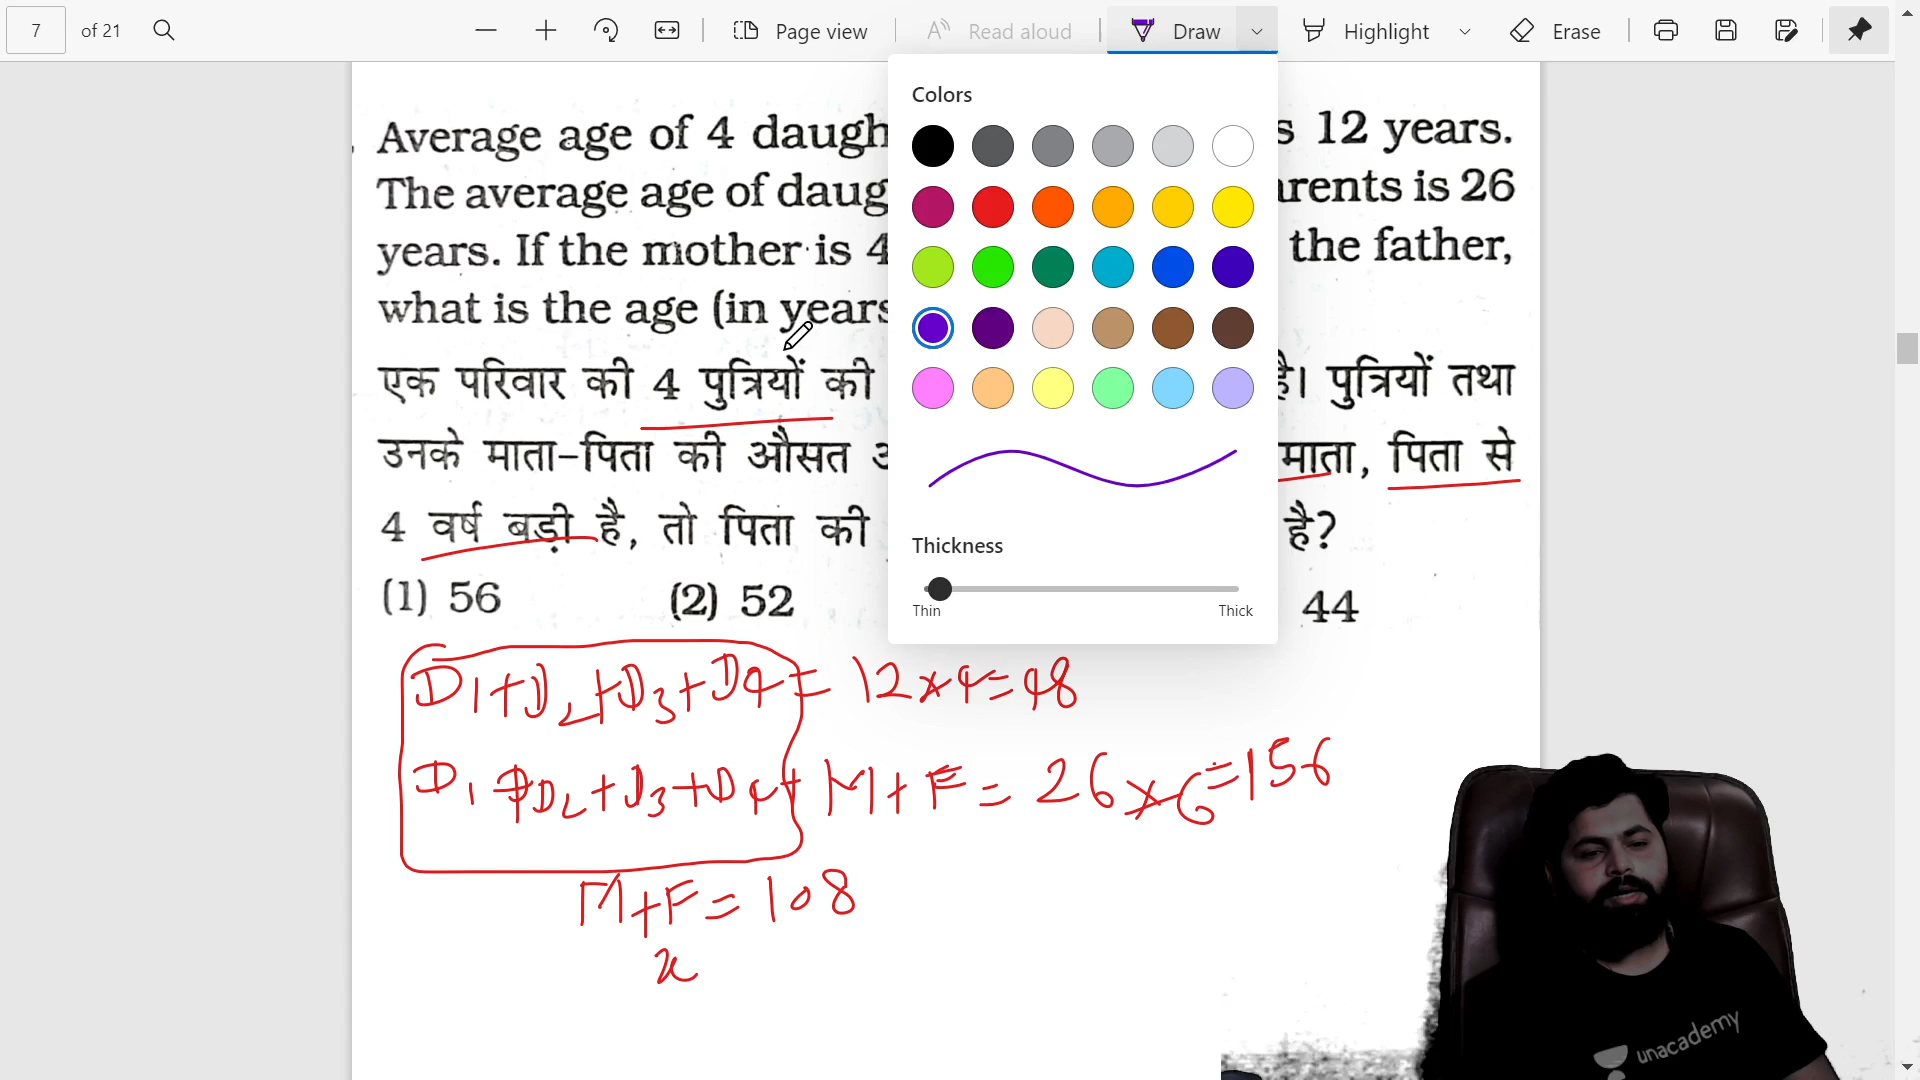 7 of 21 Page view Read aloud Draw Highlight Erase
Colors
Average age of 4 s 12 years.
The average age of rents is 26
years. If the mother is 4 the father,
what is the age (in years
एक परिवार की 4 पुत्रियों की है। पुत्रियों तथा
उनके माता-पिता की औसत माता, पिता से
4 वर्ष बड़ी है, तो पिता की है?
(1) 56 (2) 52 44
Thickness
Thin Thick
D1+D2+D3+D4 = 12×4=48
D1 D2+D3+D4+ M+F = 26×6=156
M+F=108
x
unacademy